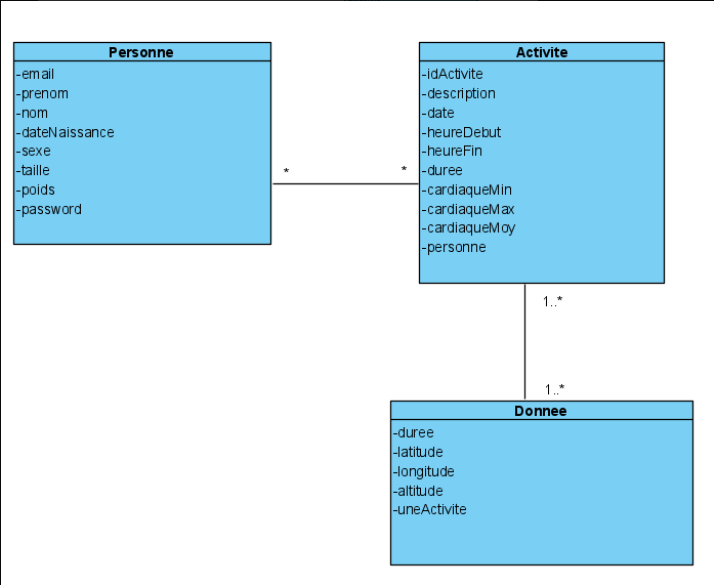 Personne
-email
-prenom
-nom
-dateNaissance
-sexe
-taille
-poids
-password
*
*
Activite
-idActivite
-description
-date
-heureDebut
-heureFin
-duree
-cardiaqueMin
-cardiaqueMax
-cardiaqueMoy
-personne
1..*
1..*
Donnee
-duree
-latitude
-longitude
-altitude
-uneActivite